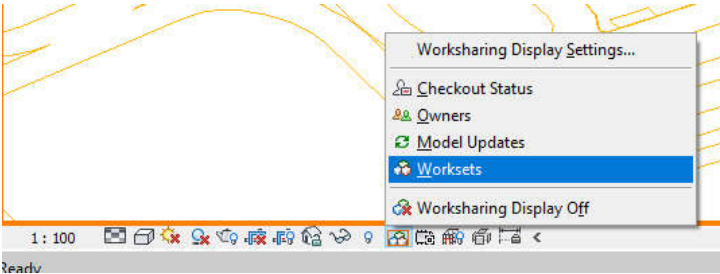 Worksharing Display Settings...
Checkout Status
Owners
Model Updates
Worksets
Worksharing Display Off
1 : 100
Ready